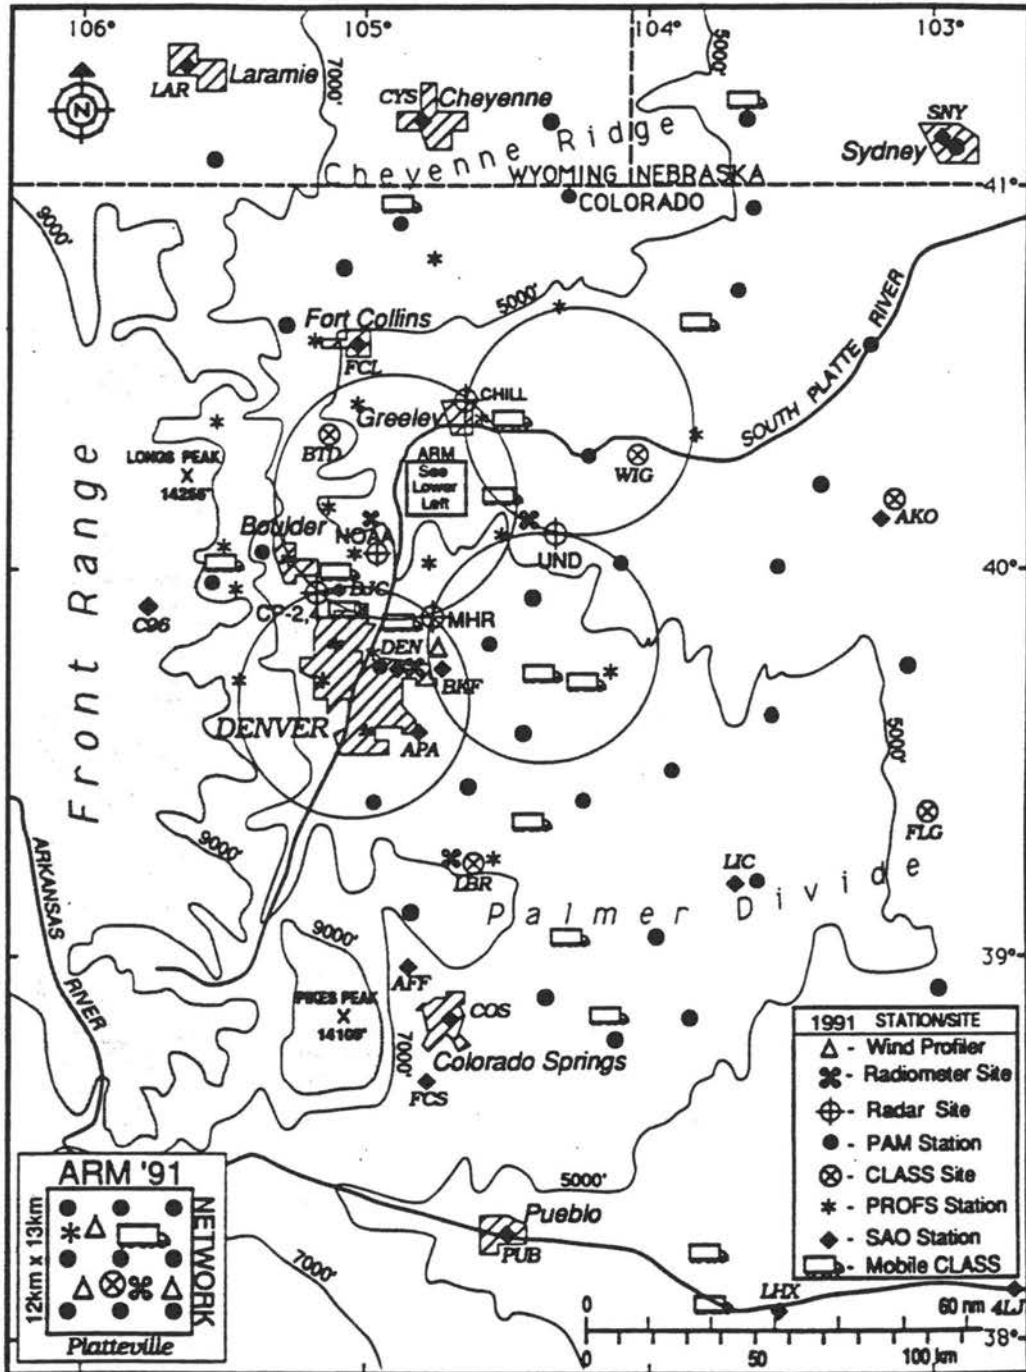 106°
105°
104°
103°
7000'
5000'
LAR
Laramie
N
CYS
Cheyenne
SNY
Sydney
Cheyenne Ridge
WYOMING
NEBRASKA
COLORADO
41°
9000'
5000'
Fort Collins
FCL
CHILL
Greeley
SOUTH PLATTE RIVER
BTD
ARM
See
Lower
Left
WIG
LONGS PEAK
X
14255'
Front Range
Boulder
NOAA
AKO
UND
40°
BJC
CP-2,4
MHR
C96
DEN
BKF
DENVER
APA
5000'
FLG
9000'
ARKANSAS
RIVER
LBR
LIC
Palmer Divide
9000'
39°
AFF
PIKES PEAK
X
14109'
COS
7000'
Colorado Springs
FCS
1991 STATION/SITE
- Wind Profiler
- Radiometer Site
- Radar Site
- PAM Station
- CLASS Site
- PROFS Station
- SAO Station
- Mobile CLASS
5000'
Pueblo
PUB
7000'
LHX
4LJ
38°
0 60 nm
0 50 100 km
ARM '91
NETWORK
12km x 13km
Platteville